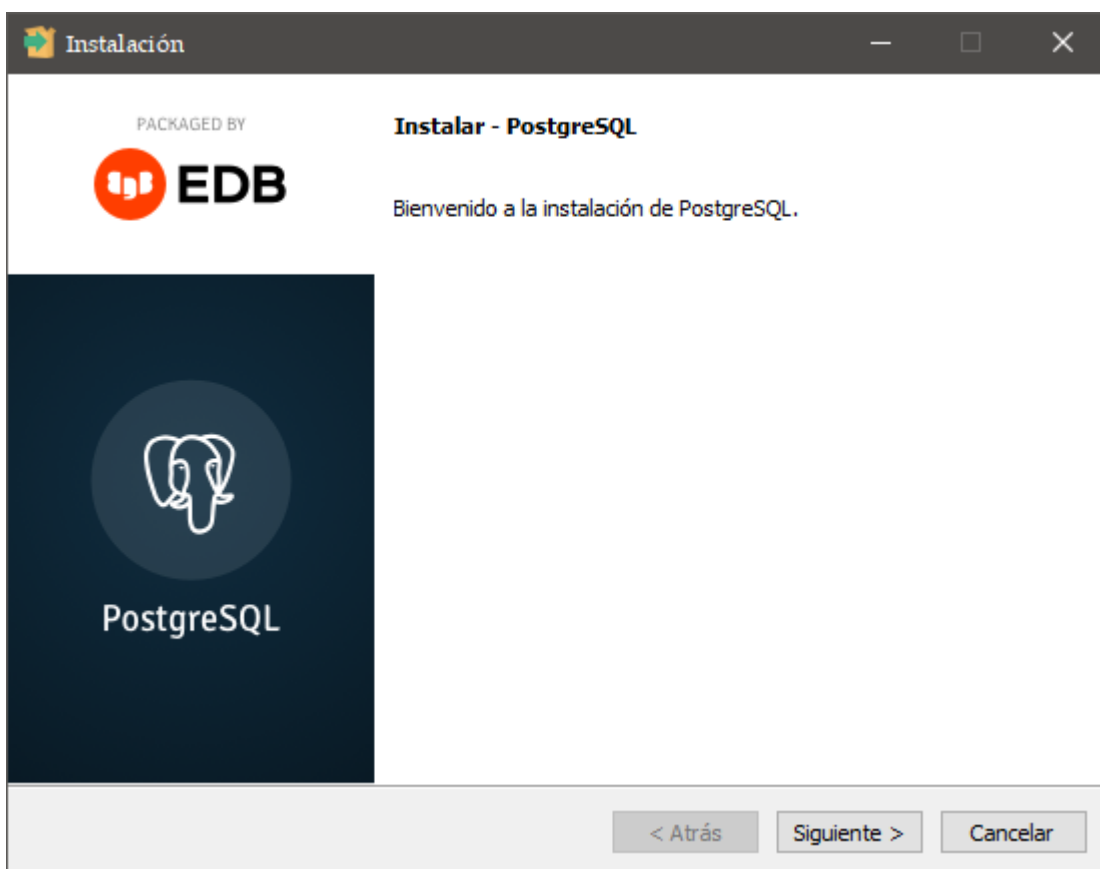 Instalación
PACKAGED BY
EDB
Instalar - PostgreSQL
Bienvenido a la instalación de PostgreSQL.
PostgreSQL
< Atrás
Siguiente >
Cancelar